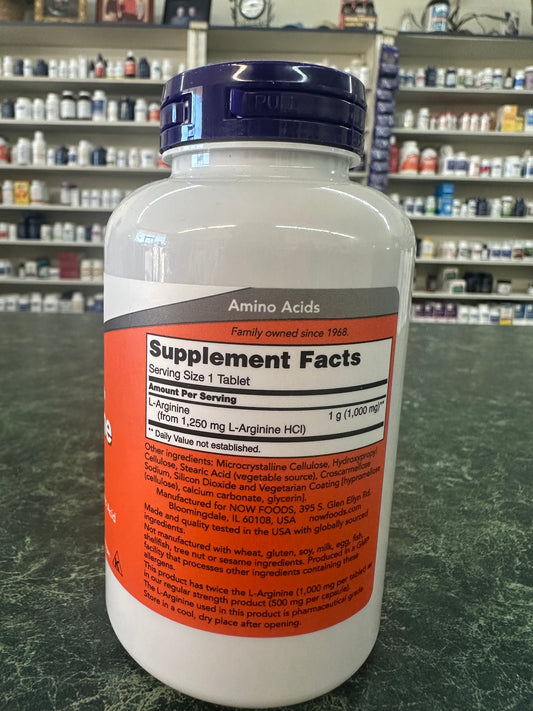 PULL
Amino Acids
Family owned since 1968.
Supplement Facts
Serving Size 1 Tablet
Amount Per Serving
L-Arginine 1 g (1,000 mg)**
(from 1,250 mg L-Arginine HCl)
** Daily Value not established.
Other ingredients: Microcrystalline Cellulose, Hydroxypropyl
Cellulose, Stearic Acid (vegetable source), Croscarmellose
Sodium, Silicon Dioxide and Vegetarian Coating [hypromellose
(cellulose), calcium carbonate, glycerin].
Manufactured for NOW FOODS, 395 S. Glen Ellyn Rd.
Bloomingdale, IL 60108, USA nowfoods.com
Made and quality tested in the USA with globally sourced
ingredients.
Not manufactured with wheat, gluten, soy, milk, egg, fish,
shellfish, tree nut or sesame ingredients. Produced in a GMP
facility that processes other ingredients containing these
allergens.
This product has twice the L-Arginine (1,000 mg per tablet) as
in our regular strength product (500 mg per capsule).
The L-Arginine used in this product is pharmaceutical grade.
Store in a cool, dry place after opening.
e
Acid
K